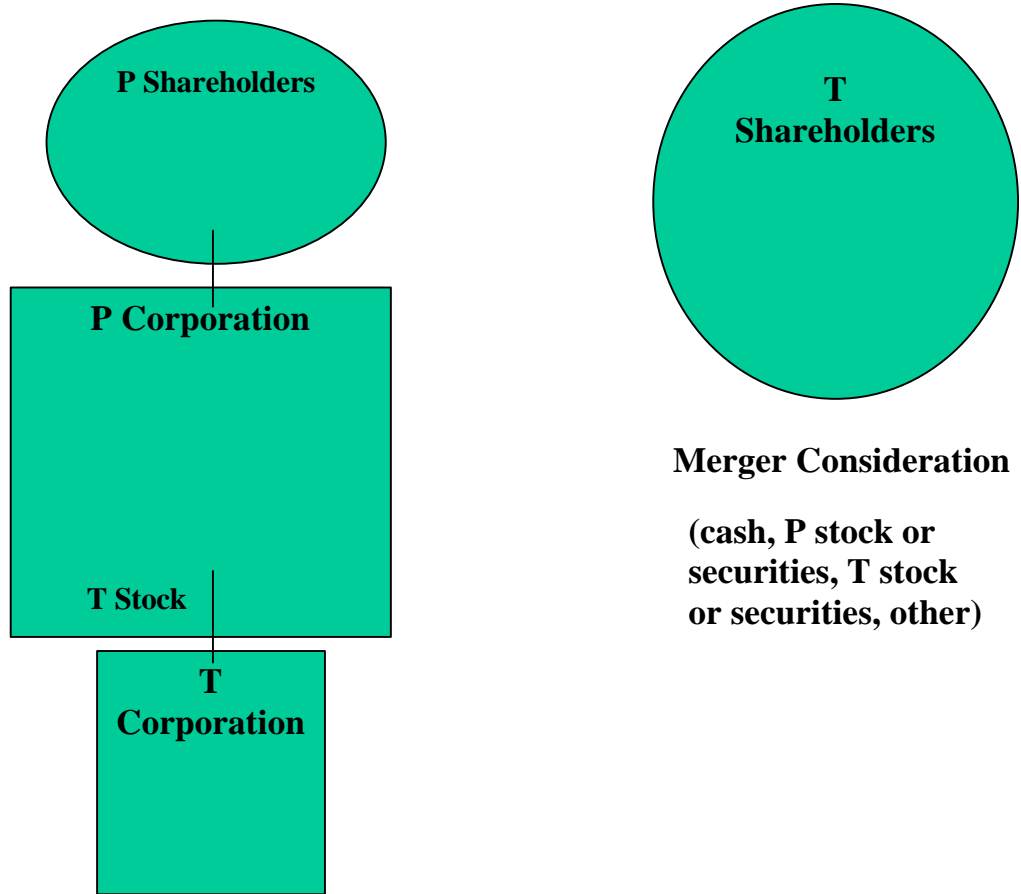 P Shareholders
P Corporation
T Stock
T
Corporation
T
Shareholders
Merger Consideration
(cash, P stock or
securities, T stock
or securities, other)